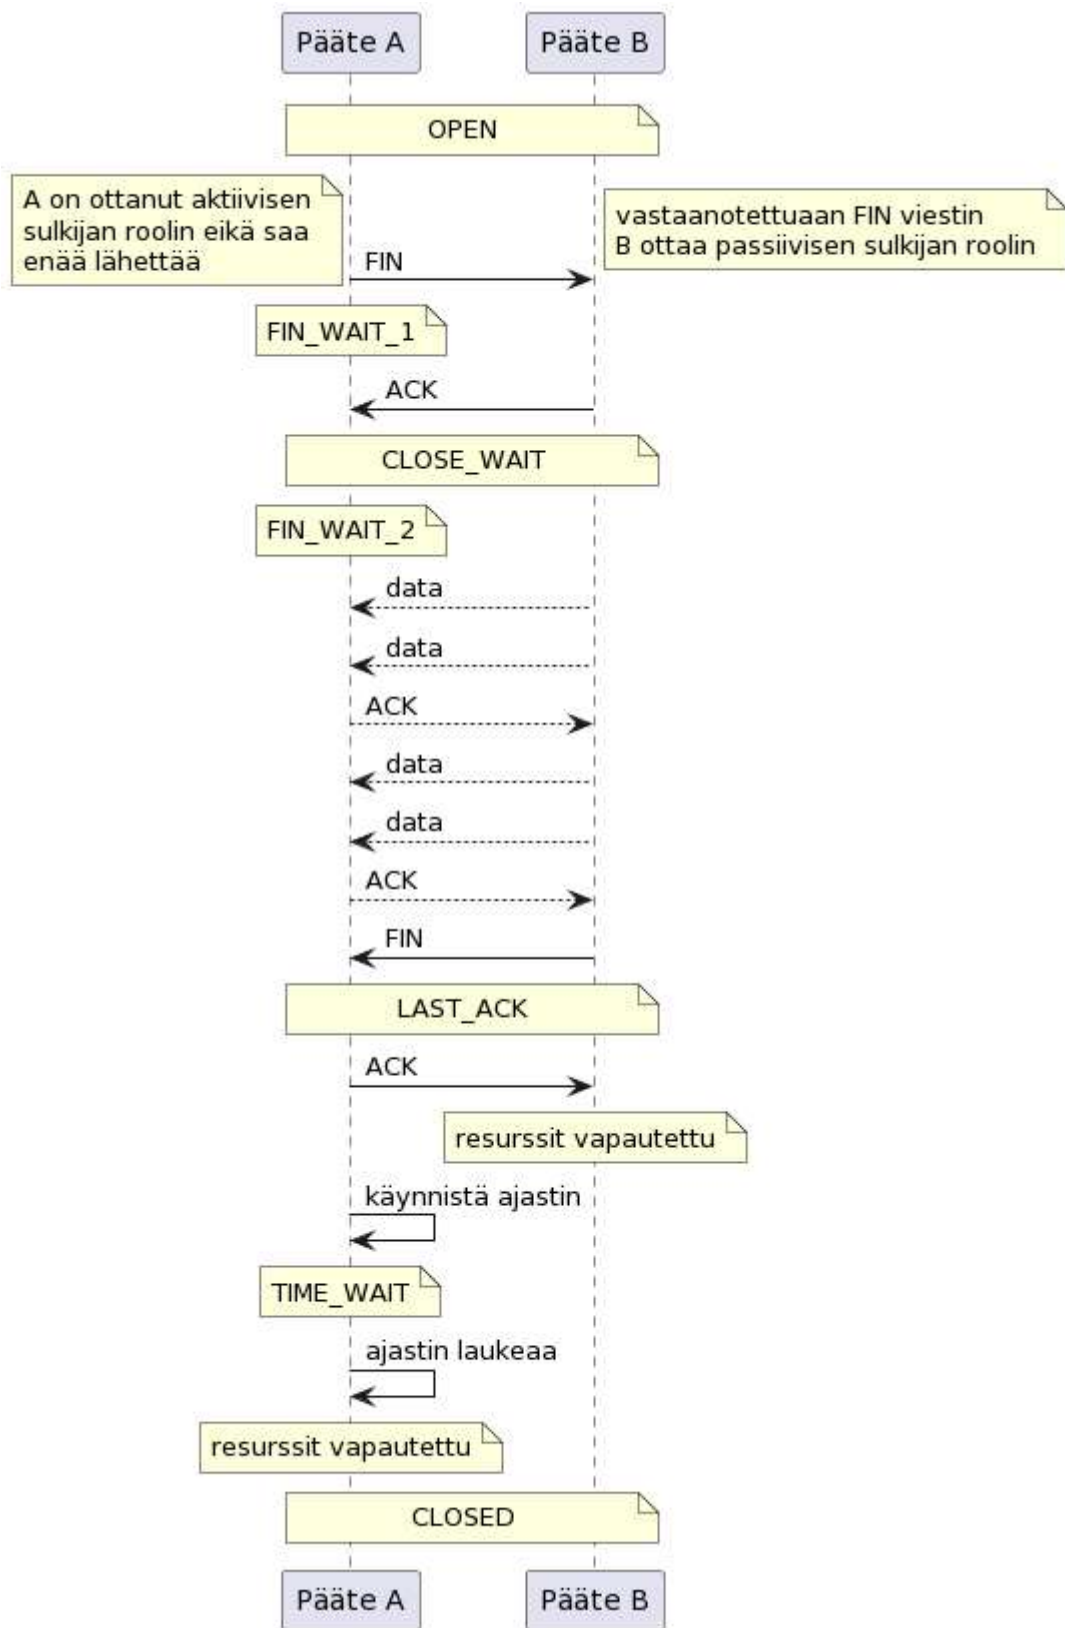 Pääte A
Pääte B
OPEN
A on ottanut aktiivisen
sulkijan roolin eikä saa
enää lähettää
FIN
vastaanotettuaan FIN viestin
B ottaa passiivisen sulkijan roolin
FIN_WAIT_1
ACK
CLOSE_WAIT
FIN_WAIT_2
data
data
ACK
data
data
ACK
FIN
LAST_ACK
ACK
resurssit vapautettu
käynnistä ajastin
TIME_WAIT
ajastin laukeaa
resurssit vapautettu
CLOSED
Pääte A
Pääte B